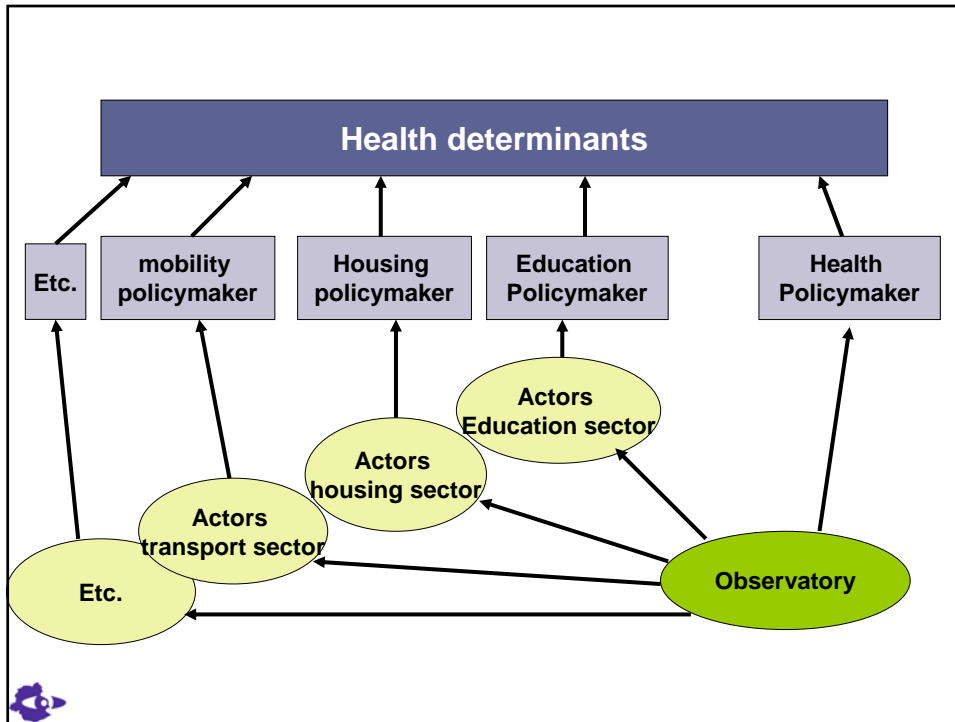 Health determinants
Etc.
mobility
policymaker
Housing
policymaker
Education
Policymaker
Health
Policymaker
Actors
Education sector
Actors
housing sector
Actors
transport sector
Etc.
Observatory